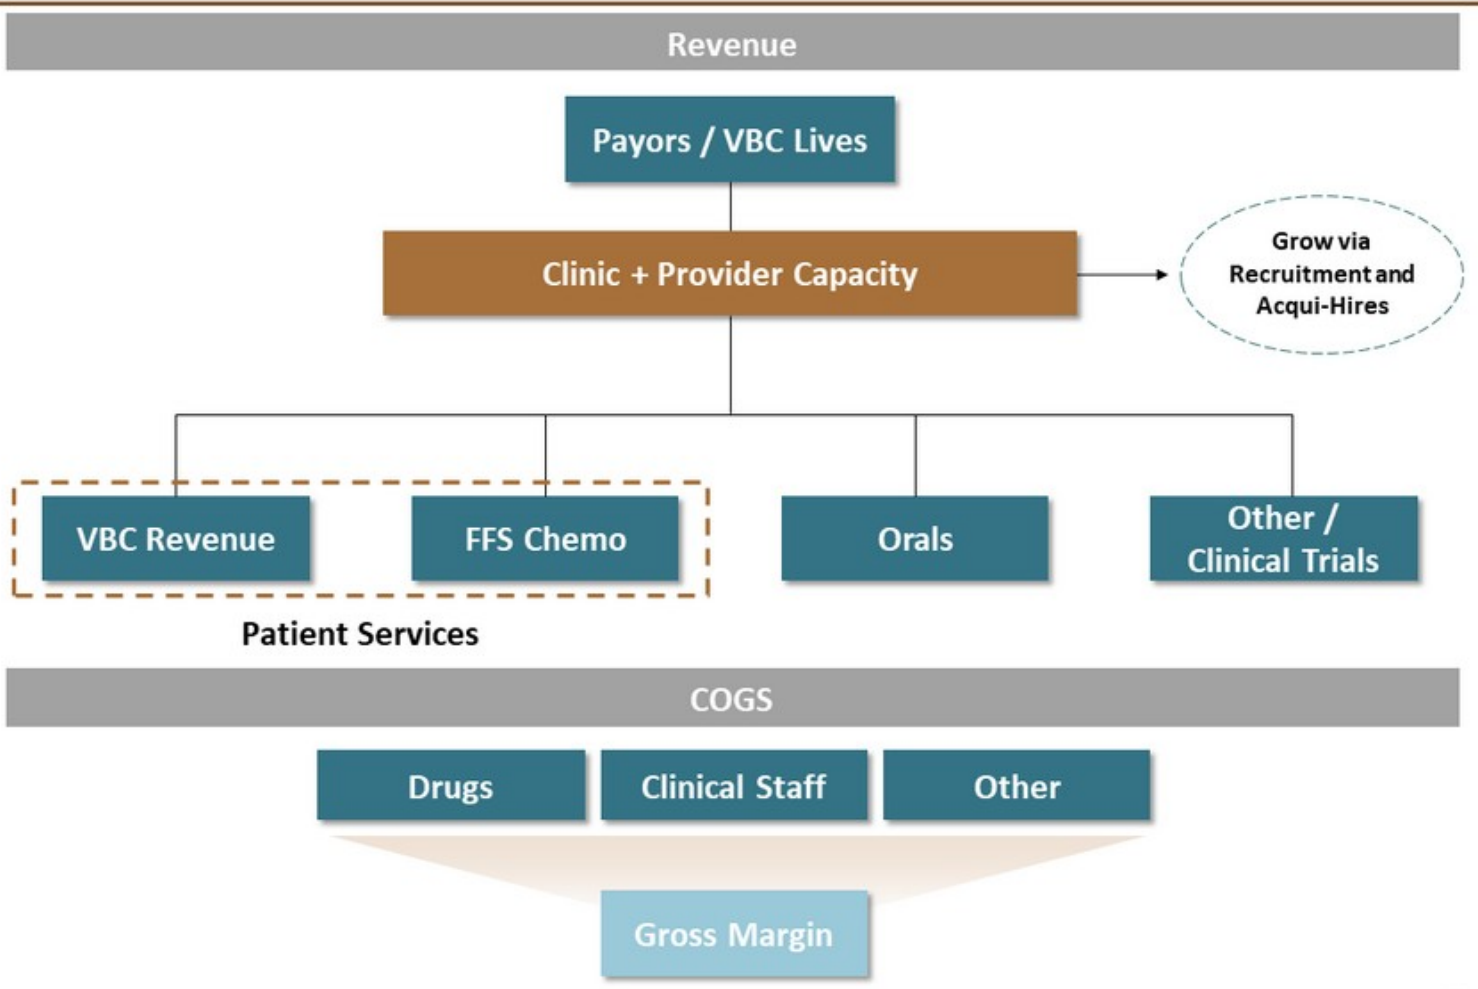 Revenue
Payors / VBC Lives
Clinic + Provider Capacity
Grow via
Recruitment and
Acqui-Hires
VBC Revenue
FFS Chemo
Orals
Other /
Clinical Trials
Patient Services
COGS
Drugs
Clinical Staff
Other
Gross Margin